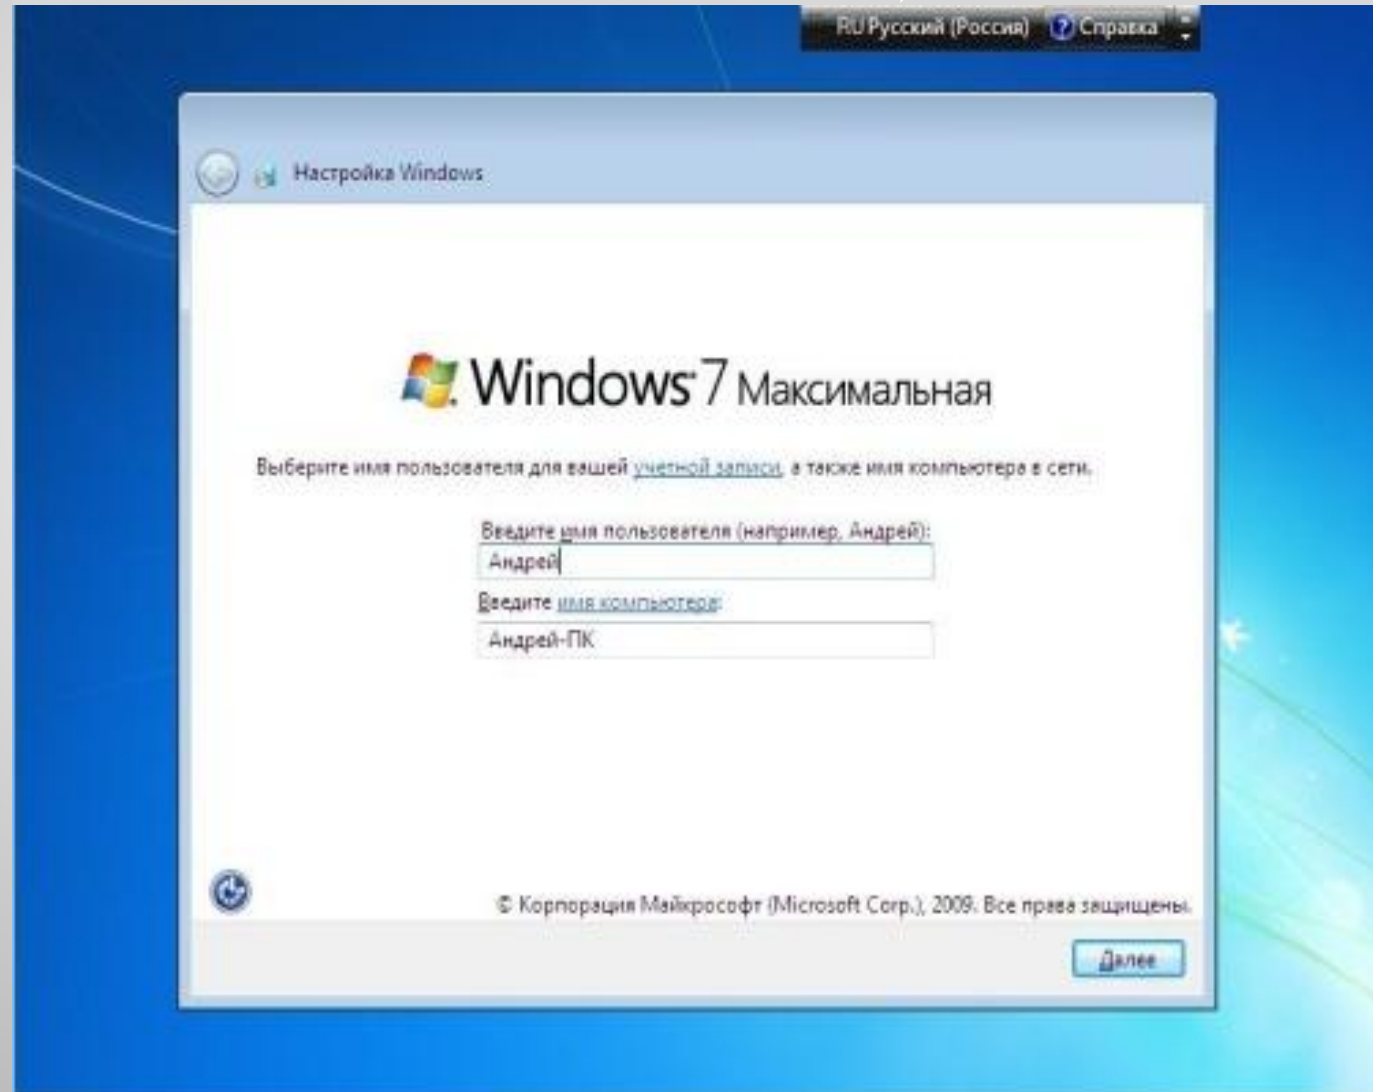 RU Русский (Россия) ? Справка
Настройка Windows
Windows 7 Максимальная
Выберите имя пользователя для вашей учетной записи, а также имя компьютера в сети.
Введите имя пользователя (например, Андрей):
Андрей
Введите имя компьютера:
Андрей-ПК
© Корпорация Майкрософт (Microsoft Corp.), 2009. Все права защищены.
Далее